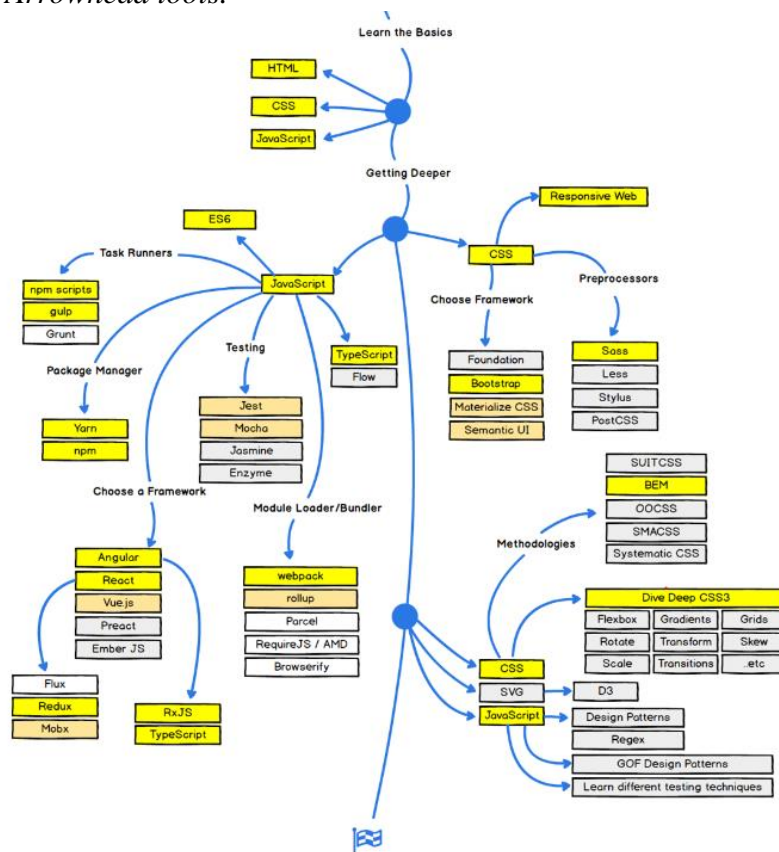 Arrowhead tools.
Learn the Basics
HTML
CSS
JavaScript
Getting Deeper
Responsive Web
ES6
CSS
Task Runners
JavaScript
Preprocessors
npm scripts
gulp
Grunt
Choose Framework
Testing
TypeScript
Flow
Foundation
Bootstrap
Materialize CSS
Semantic UI
Sass
Less
Stylus
PostCSS
Package Manager
Yarn
npm
Jest
Mocha
Jasmine
Enzyme
Choose a Framework
Module Loader/Bundler
SUITCSS
BEM
OOCSS
SMACSS
Systematic CSS
Methodologies
Angular
React
Vue.js
Preact
Ember JS
webpack
rollup
Parcel
RequireJS / AMD
Browserify
Dive Deep CSS3
Flexbox Gradients Grids
Rotate Transform Skew
Scale Transitions ..etc
Flux
Redux
Mobx
RxJS
TypeScript
CSS
SVG
D3
JavaScript
Design Patterns
Regex
GOF Design Patterns
Learn different testing techniques